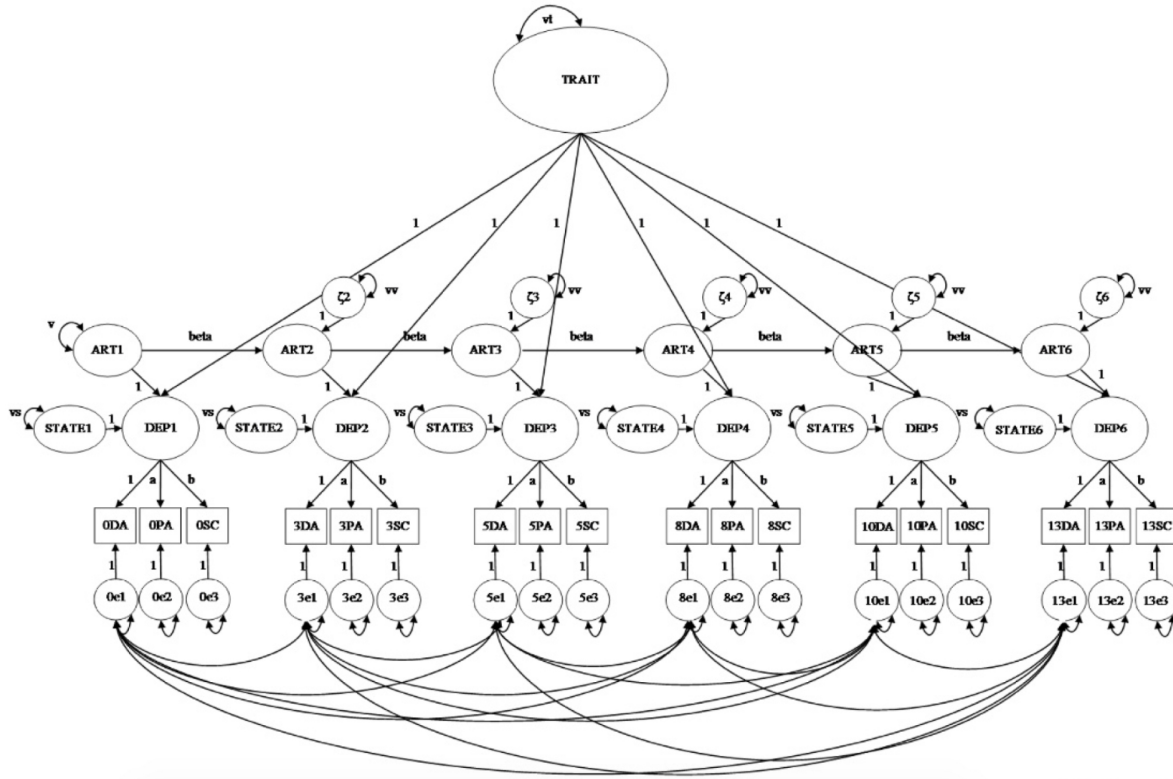 vt
TRAIT
1 1 1 1 1 1
ζ2 vv ζ3 vv ζ4 vv ζ5 vv ζ6 vv
1 1 1 1 1
v ART1 beta ART2 beta ART3 beta ART4 beta ART5 beta ART6
1 1 1 1 1 1
vs STATE1 1 DEP1 vs STATE2 1 DEP2 vs STATE3 1 DEP3 vs STATE4 1 DEP4 vs STATE5 1 DEP5 vs STATE6 1 DEP6
1 a b 1 a b 1 a b 1 a b 1 a b 1 a b
0DA 0PA 0SC 3DA 3PA 3SC 5DA 5PA 5SC 8DA 8PA 8SC 10DA 10PA 10SC 13DA 13PA 13SC
1 1 1 1 1 1 1 1 1 1 1 1 1 1 1 1 1 1
0e1 0e2 0e3 3e1 3e2 3e3 5e1 5e2 5e3 8e1 8e2 8e3 10e1 10e2 10e3 13e1 13e2 13e3